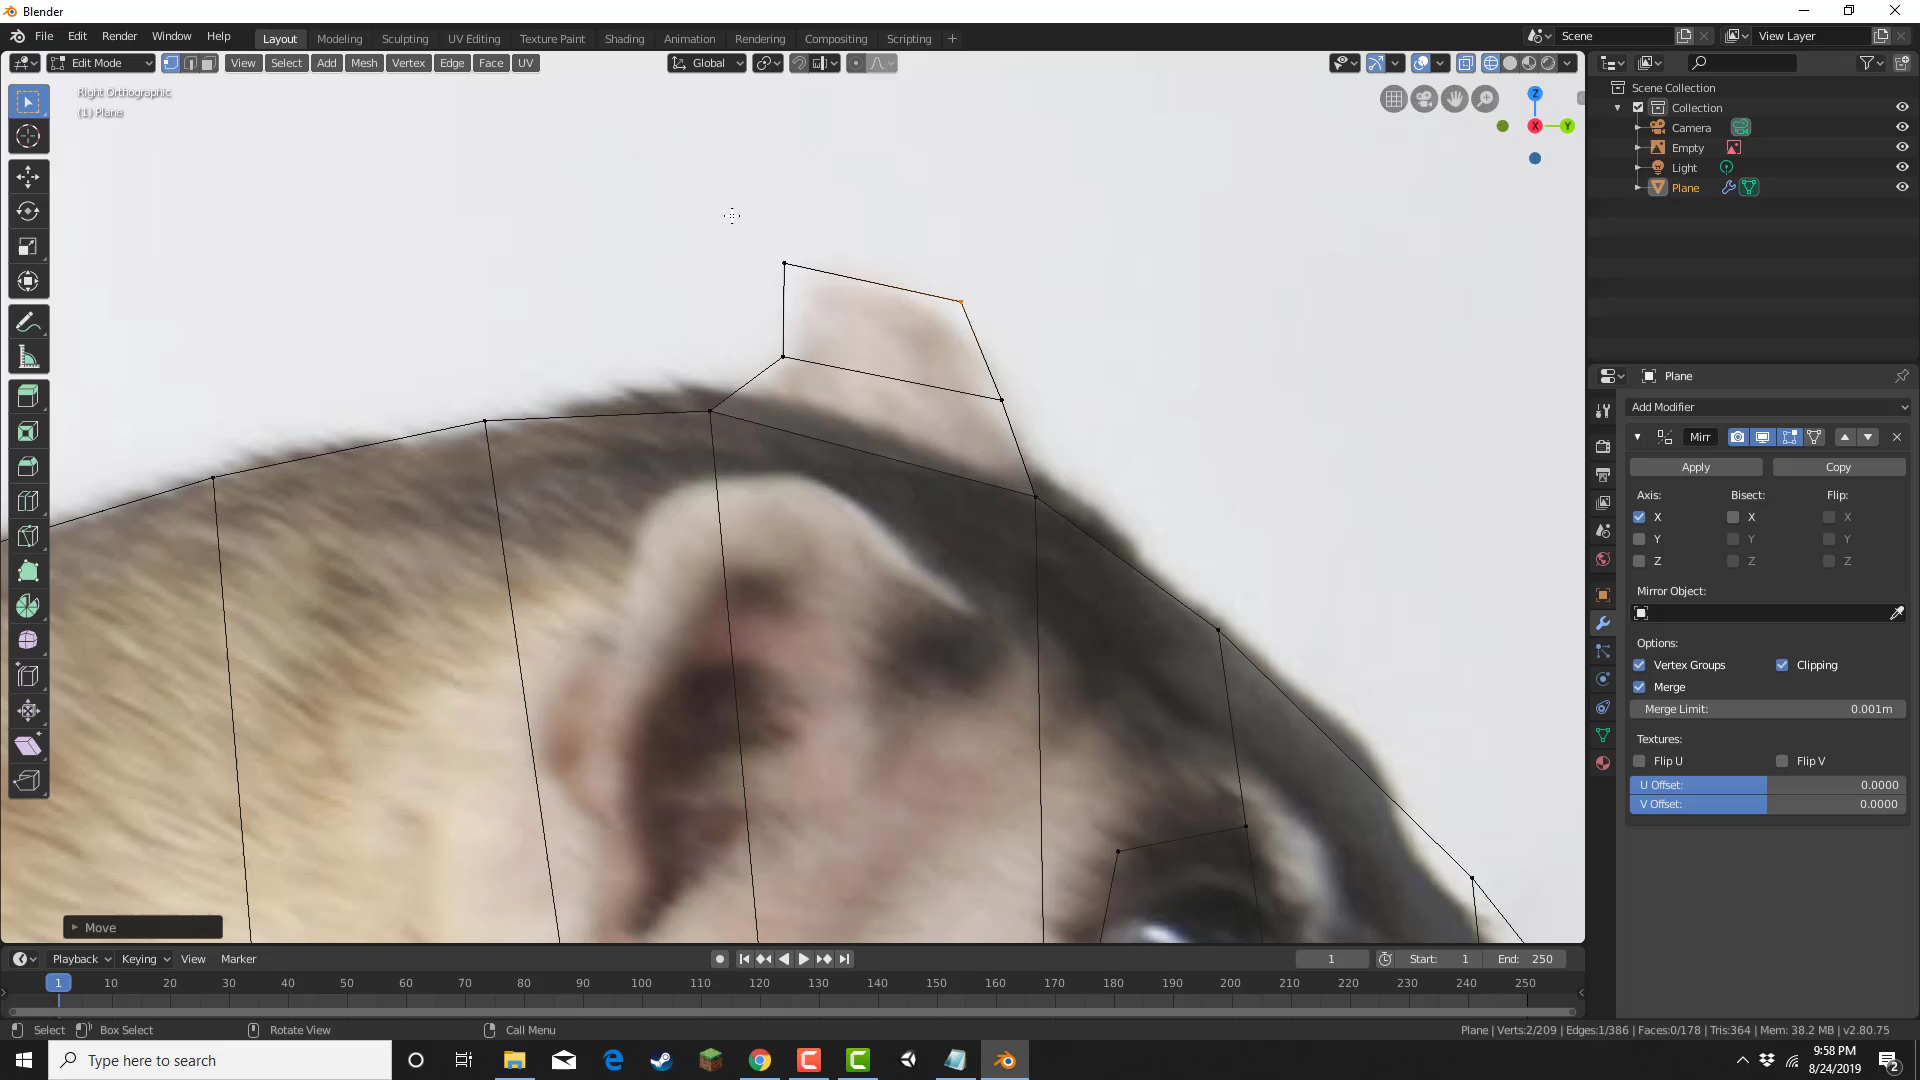 Blender
File Edit Render Window Help
Layout Modeling Sculpting UV Editing Texture Paint Shading Animation Rendering Compositing Scripting +
Scene
View Layer
Edit Mode View Select Add Mesh Vertex Edge Face UV
Global
Right Orthographic
(1) Plane
Z
X
Y
Scene Collection
Collection
Camera
Empty
Light
Plane
Plane
Add Modifier
Mirr
Apply Copy
Axis: Bisect: Flip:
X X X
Y Y Y
Z Z Z
Mirror Object:
Options:
Vertex Groups Clipping
Merge
Merge Limit: 0.001m
Textures:
Flip U Flip V
U Offset: 0.0000
V Offset: 0.0000
Move
Playback Keying View Marker
1 Start: 1 End: 250
1 10 20 30 40 50 60 70 80 90 100 110 120 130 140 150 160 170 180 190 200 210 220 230 240 250
Select Box Select Rotate View Call Menu
Plane | Verts:2/209 | Edges:1/386 | Faces:0/178 | Tris:364 | Mem: 38.2 MB | v2.80.75
Type here to search
9:58 PM
8/24/2019
2